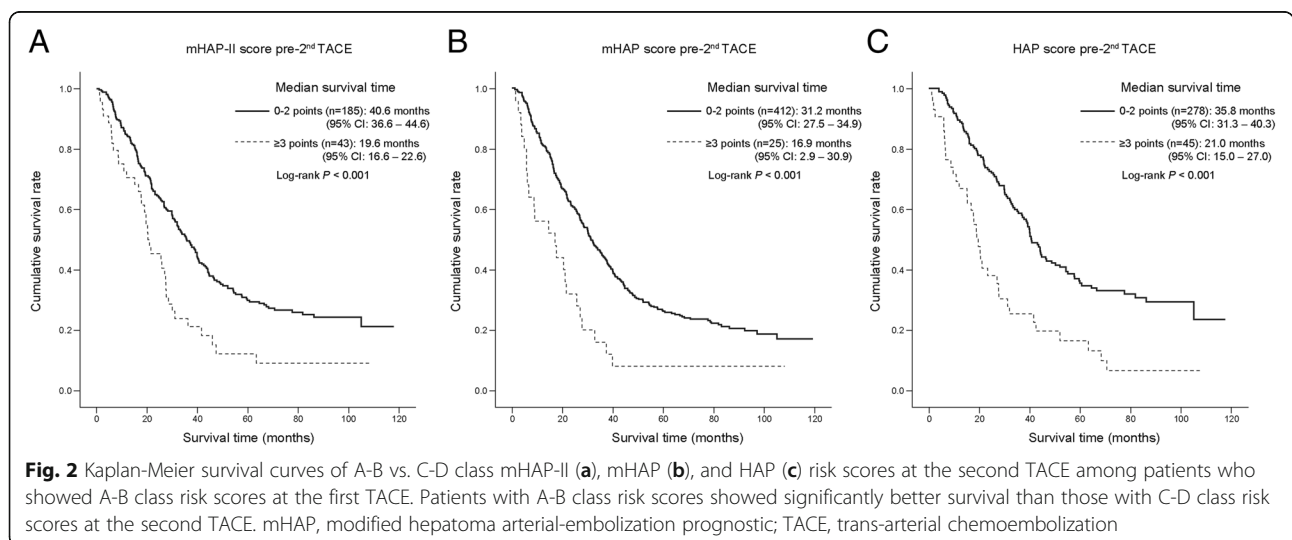 A
mHAP-II score pre-2nd TACE
Median survival time
0-2 points (n=185): 40.6 months
(95% CI: 36.6 – 44.6)
≥3 points (n=43): 19.6 months
(95% CI: 16.6 – 22.6)
Log-rank P < 0.001
Cumulative survival rate
1.0
0.8
0.6
0.4
0.2
0.0
0 20 40 60 80 100 120
Survival time (months)
B
mHAP score pre-2nd TACE
Median survival time
0-2 points (n=412): 31.2 months
(95% CI: 27.5 – 34.9)
≥3 points (n=25): 16.9 months
(95% CI: 2.9 – 30.9)
Log-rank P < 0.001
Cumulative survival rate
1.0
0.8
0.6
0.4
0.2
0.0
0 20 40 60 80 100 120
Survival time (months)
C
HAP score pre-2nd TACE
Median survival time
0-2 points (n=278): 35.8 months
(95% CI: 31.3 – 40.3)
≥3 points (n=45): 21.0 months
(95% CI: 15.0 – 27.0)
Log-rank P < 0.001
Cumulative survival rate
1.0
0.8
0.6
0.4
0.2
0.0
0 20 40 60 80 100 120
Survival time (months)
Fig. 2 Kaplan-Meier survival curves of A-B vs. C-D class mHAP-II (a), mHAP (b), and HAP (c) risk scores at the second TACE among patients who
showed A-B class risk scores at the first TACE. Patients with A-B class risk scores showed significantly better survival than those with C-D class risk
scores at the second TACE. mHAP, modified hepatoma arterial-embolization prognostic; TACE, trans-arterial chemoembolization